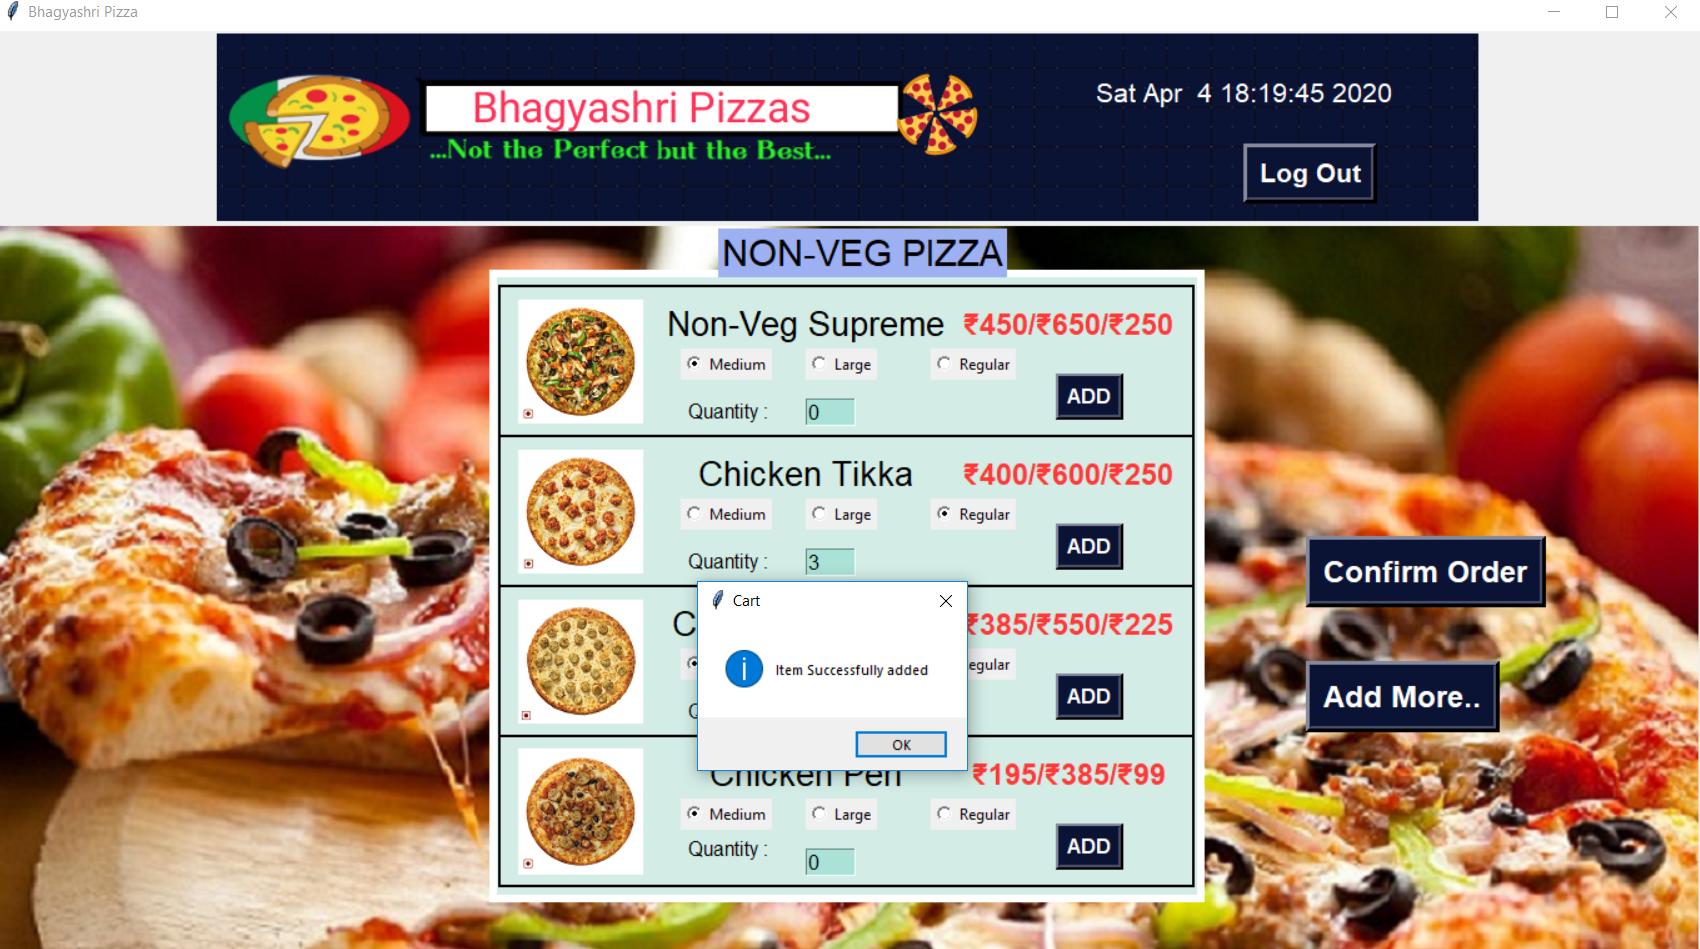 Bhagyashri Pizza
Bhagyashri Pizzas
...Not the Perfect but the Best...
Sat Apr  4 18:19:45 2020
Log Out
NON-VEG PIZZA
Non-Veg Supreme ₹450/₹650/₹250
Medium Large Regular
Quantity : 0 ADD
Chicken Tikka ₹400/₹600/₹250
Medium Large Regular
Quantity : 3 ADD
₹385/₹550/₹225
ADD
Cart
Item Successfully added
OK
₹195/₹385/₹99
Chicken
Medium Large Regular
Quantity : 0 ADD
Confirm Order
Add More..